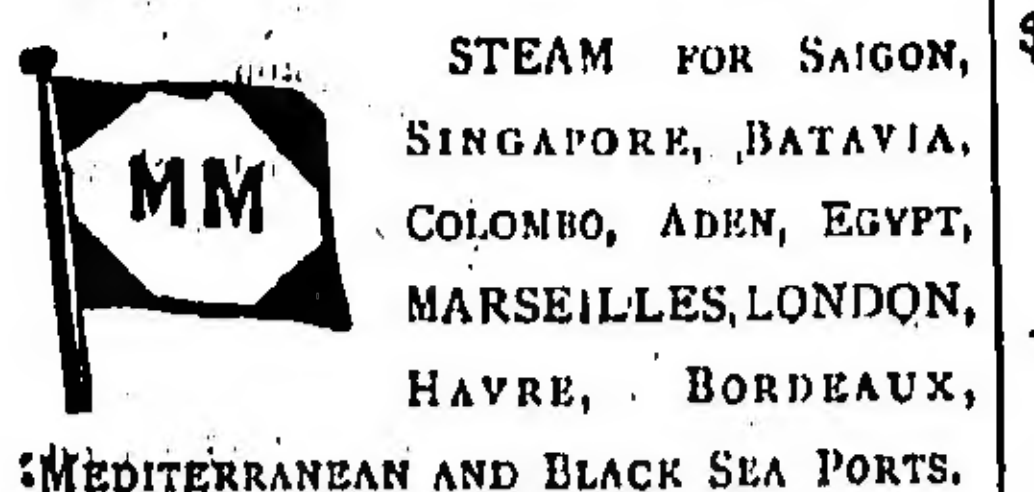 STEAM FOR SAIGON,
SINGAPORE, BATAVIA,
COLOMBO, ADEN, EGYPT,
MM
MARSEILLES, LONDON,
HAVRE, BORDEAUX,
MEDITERRANEAN AND BLACK SEA PORTS.